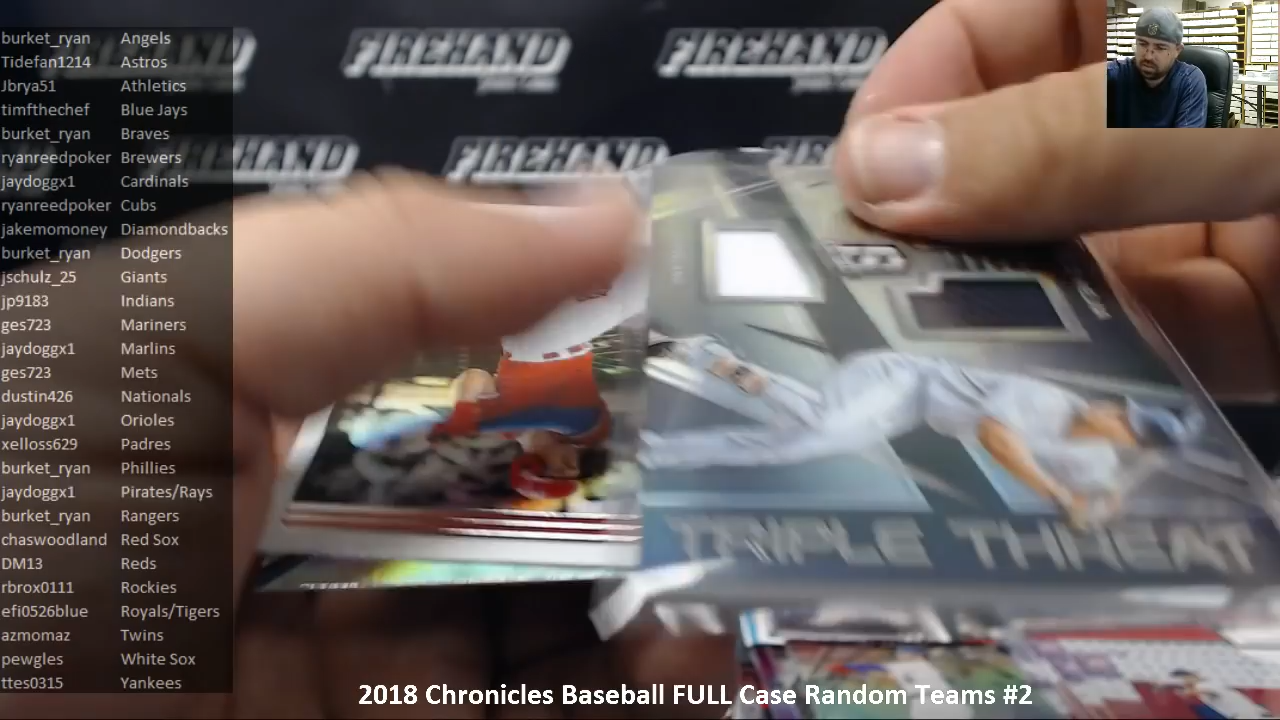 burket_ryan Angels
Tidefan1214 Astros
Jbrya51 Athletics
timfthechef Blue Jays
burket_ryan Braves
ryanreedpoker Brewers
jaydoggx1 Cardinals
ryanreedpoker Cubs
jakemomoney Diamondbacks
burket_ryan Dodgers
jschulz_25 Giants
jp9183 Indians
ges723 Mariners
jaydoggx1 Marlins
ges723 Mets
dustin426 Nationals
jaydoggx1 Orioles
xelloss629 Padres
burket_ryan Phillies
jaydoggx1 Pirates/Rays
burket_ryan Rangers
chaswoodland Red Sox
DM13 Reds
rbrox0111 Rockies
efi0526blue Royals/Tigers
azmomaz Twins
pewgles White Sox
ttes0315 Yankees
FIREHAND
FIREHAND
FIREHAND
TRIPLE THREAT
2018 Chronicles Baseball FULL Case Random Teams #2